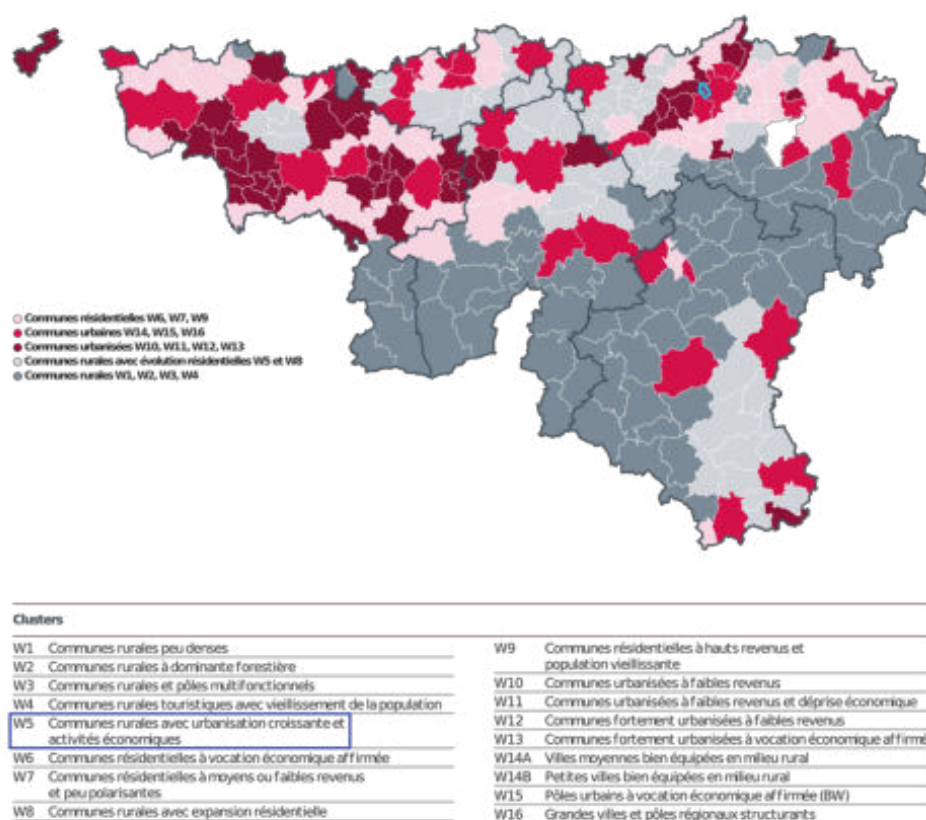 Communes résidentielles W6, W7, W9
Communes urbaines W14, W15, W16
Communes urbanisées W10, W11, W12, W13
Communes rurales avec évolution résidentielles W5 et W8
Communes rurales W1, W2, W3, W4
Clusters
W1 Communes rurales peu denses
W2 Communes rurales à dominante forestière
W3 Communes rurales et pôles multifonctionnels
W4 Communes rurales touristiques avec vieillissement de la population
W5 Communes rurales avec urbanisation croissante et
activités économiques
W6 Communes résidentielles à vocation économique affirmée
W7 Communes résidentielles à moyens ou faibles revenus
et peu polarisantes
W8 Communes rurales avec expansion résidentielle
W9 Communes résidentielles à hauts revenus et
population vieillissante
W10 Communes urbanisées à faibles revenus
W11 Communes urbanisées à faibles revenus et déprise économique
W12 Communes fortement urbanisées à faibles revenus
W13 Communes fortement urbanisées à vocation économique affirmé
W14A Villes moyennes bien équipées en milieu rural
W14B Petites villes bien équipées en milieu rural
W15 Pôles urbains à vocation économique affirmée (BW)
W16 Grandes villes et pôles régionaux structurants